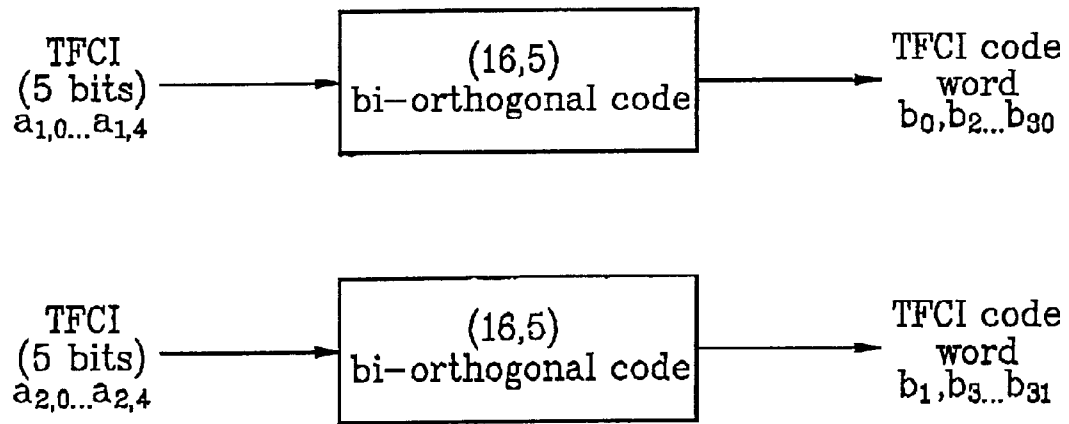 TFCI
(5 bits)
a1,0...a1,4
(16,5)
bi-orthogonal code
TFCI code
word
b0,b2...b30
TFCI
(5 bits)
a2,0...a2,4
(16,5)
bi-orthogonal code
TFCI code
word
b1,b3...b31